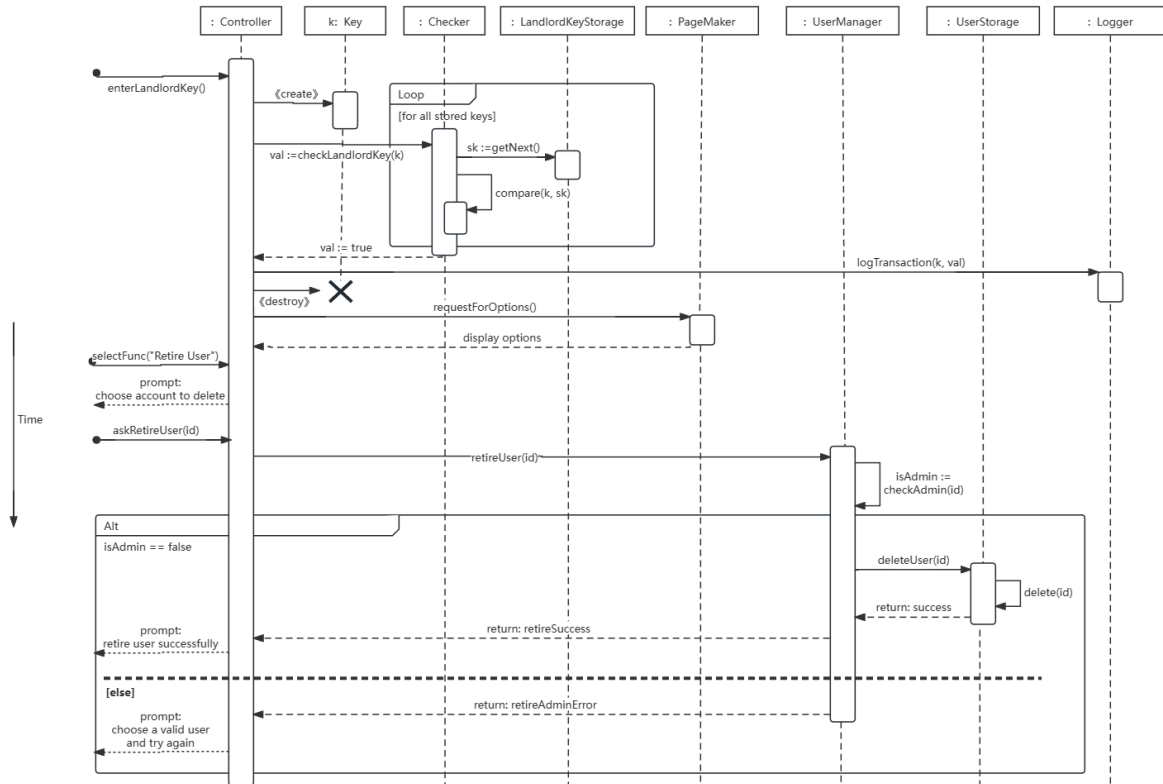 : Controller
k: Key
: Checker
: LandlordKeyStorage
: PageMaker
: UserManager
: UserStorage
: Logger
enterLandlordKey()
《create》
Loop
[for all stored keys]
val :=checkLandlordKey(k)
sk :=getNext()
compare(k, sk)
val := true
logTransaction(k, val)
《destroy》
requestForOptions()
display options
selectFunc("Retire User")
prompt:
choose account to delete
Time
askRetireUser(id)
retireUser(id)
isAdmin :=
checkAdmin(id)
Alt
isAdmin == false
deleteUser(id)
delete(id)
return: success
return: retireSuccess
prompt:
retire user successfully
[else]
return: retireAdminError
prompt:
choose a valid user
and try again